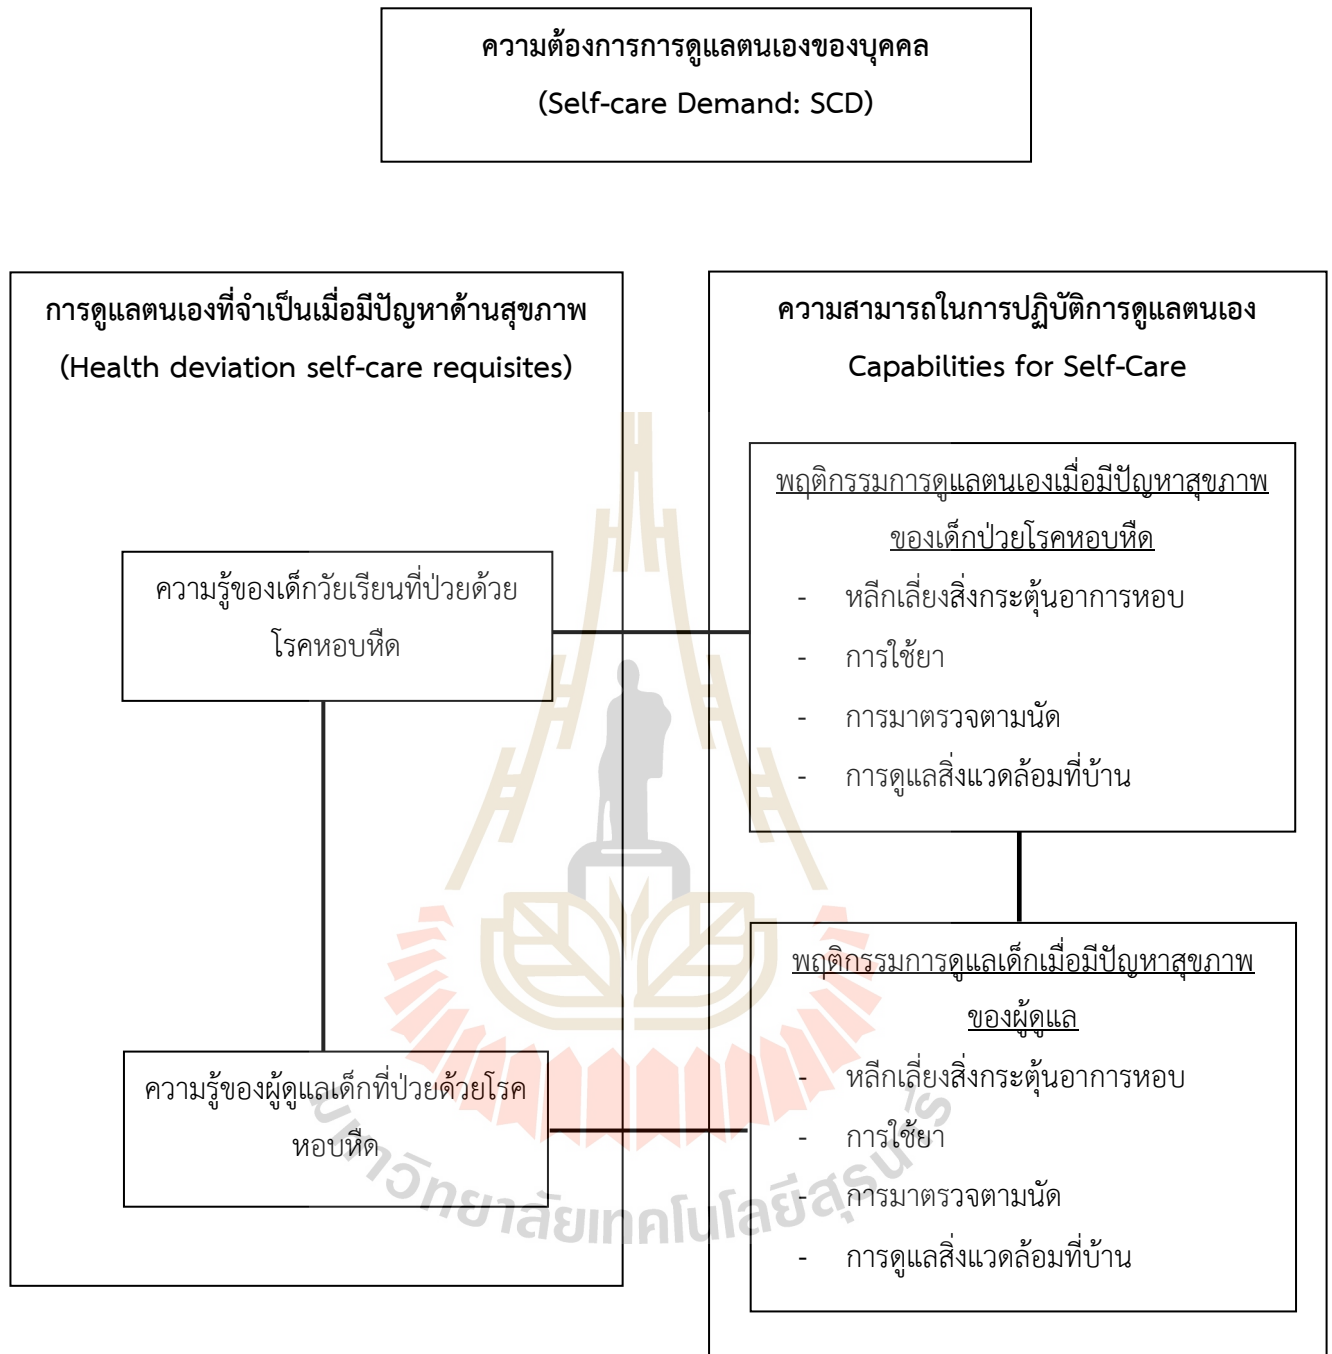 ความต้องการการดูแลตนเองของบุคคล
(Self-care Demand: SCD)
การดูแลตนเองที่จำเป็นเมื่อมีปัญหาด้านสุขภาพ
(Health deviation self-care requisites)
ความรู้ของเด็กวัยเรียนที่ป่วยด้วย
โรคหอบหืด
ความรู้ของผู้ดูแลเด็กที่ป่วยด้วยโรค
หอบหืด
ความสามารถในการปฏิบัติการดูแลตนเอง
Capabilities for Self-Care
พฤติกรรมการดูแลตนเองเมื่อมีปัญหาสุขภาพ
ของเด็กป่วยโรคหอบหืด
- หลีกเลี่ยงสิ่งกระตุ้นอาการหอบ
- การใช้ยา
- การมาตรวจตามนัด
- การดูแลสิ่งแวดล้อมที่บ้าน
พฤติกรรมการดูแลเด็กเมื่อมีปัญหาสุขภาพ
ของผู้ดูแล
- หลีกเลี่ยงสิ่งกระตุ้นอาการหอบ
- การใช้ยา
- การมาตรวจตามนัด
- การดูแลสิ่งแวดล้อมที่บ้าน
มหาวิทยาลัยเทคโนโลยีสุรนารี